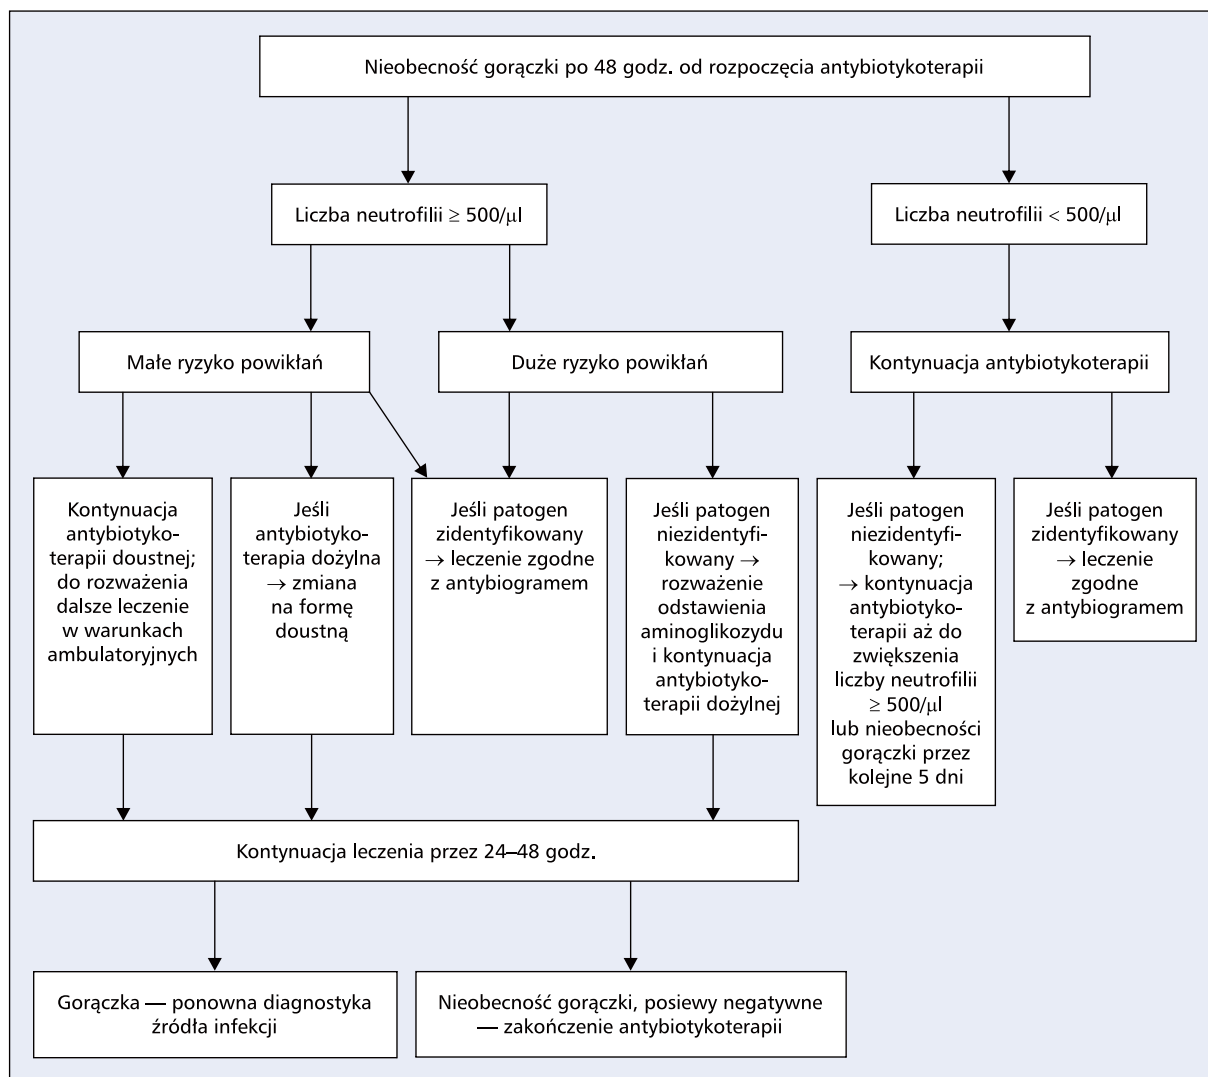 Nieobecność gorączki po 48 godz. od rozpoczęcia antybiotykoterapii
Liczba neutrofilii ≥ 500/μl
Liczba neutrofilii < 500/μl
Małe ryzyko powikłań
Duże ryzyko powikłań
Kontynuacja antybiotykoterapii
Kontynuacja
antybiotyko-
terapii doustnej;
do rozważenia
dalsze leczenie
w warunkach
ambulatoryjnych
Jeśli
antybiotyko-
terapia dożylna
→ zmiana
na formę
doustną
Jeśli patogen
zidentyfikowany
→ leczenie zgodne
z antybiogramem
Jeśli patogen
niezidentyfi-
kowany →
rozważenie
odstawienia
aminoglikozydu
i kontynuacja
antybiotyko-
terapii dożylnej
Jeśli patogen
niezidentyfi-
kowany;
→ kontynuacja
antybiotyko-
terapii aż do
zwiększenia
liczby neutrofilii
≥ 500/μl
lub nieobecności
gorączki przez
kolejne 5 dni
Jeśli patogen
zidentyfikowany
→ leczenie
zgodne
z antybiogramem
Kontynuacja leczenia przez 24–48 godz.
Gorączka — ponowna diagnostyka
źródła infekcji
Nieobecność gorączki, posiewy negatywne
— zakończenie antybiotykoterapii